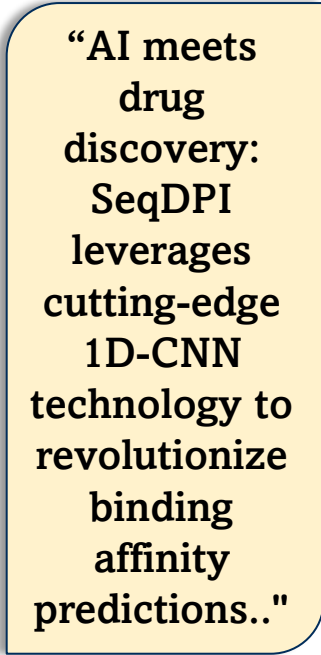 “AI meets
drug
discovery:
SeqDPI
leverages
cutting-edge
1D-CNN
technology to
revolutionize
binding
affinity
predictions.."